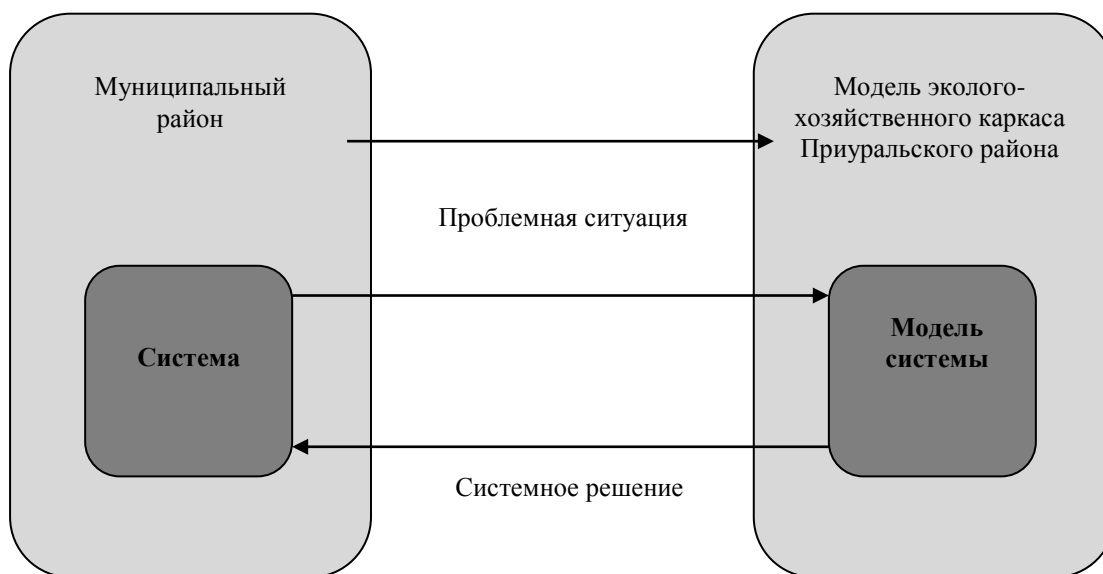 Муниципальный
район
Модель эколого-
хозяйственного каркаса
Приуральского района
Проблемная ситуация
Система
Модель
системы
Системное решение